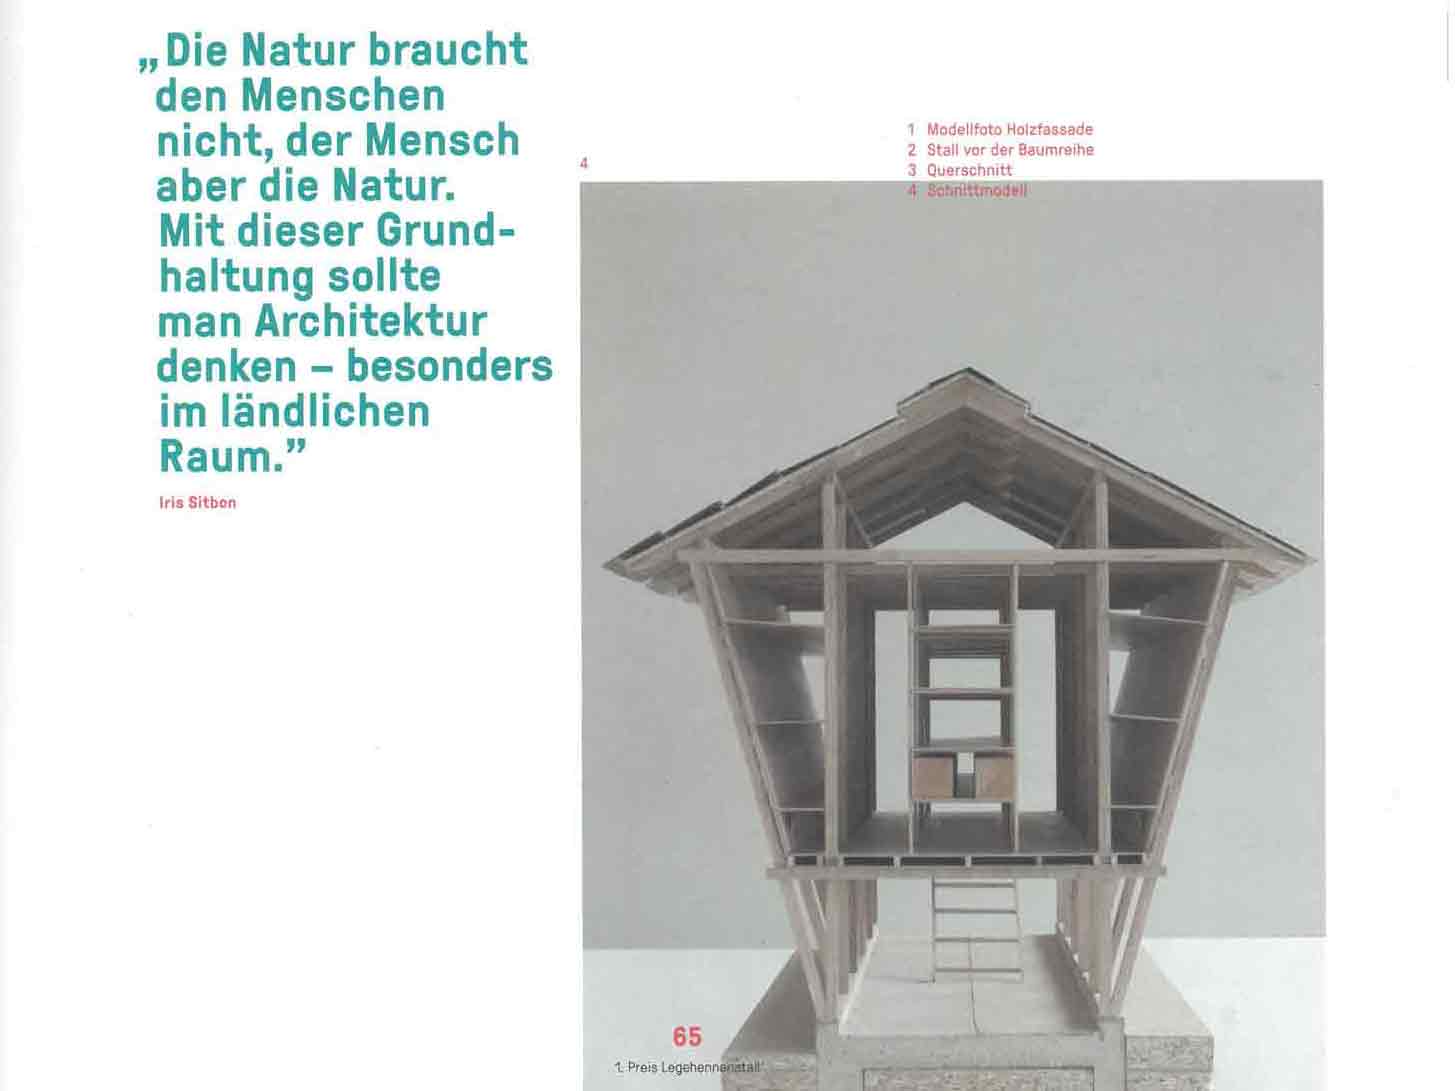 „Die Natur braucht
den Menschen
nicht, der Mensch
aber die Natur.
Mit dieser Grund-
haltung sollte
man Architektur
denken – besonders
im ländlichen
Raum.”
Iris Sitbon
1 Modellfoto Holzfassade
2 Stall vor der Baumreihe
3 Querschnitt
4 Schnittmodell
4
65
1. Preis Legehennenstall